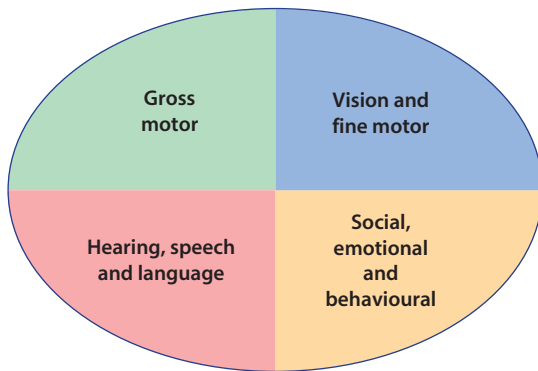 Gross
motor
Vision and
fine motor
Hearing, speech
and language
Social,
emotional
and
behavioural